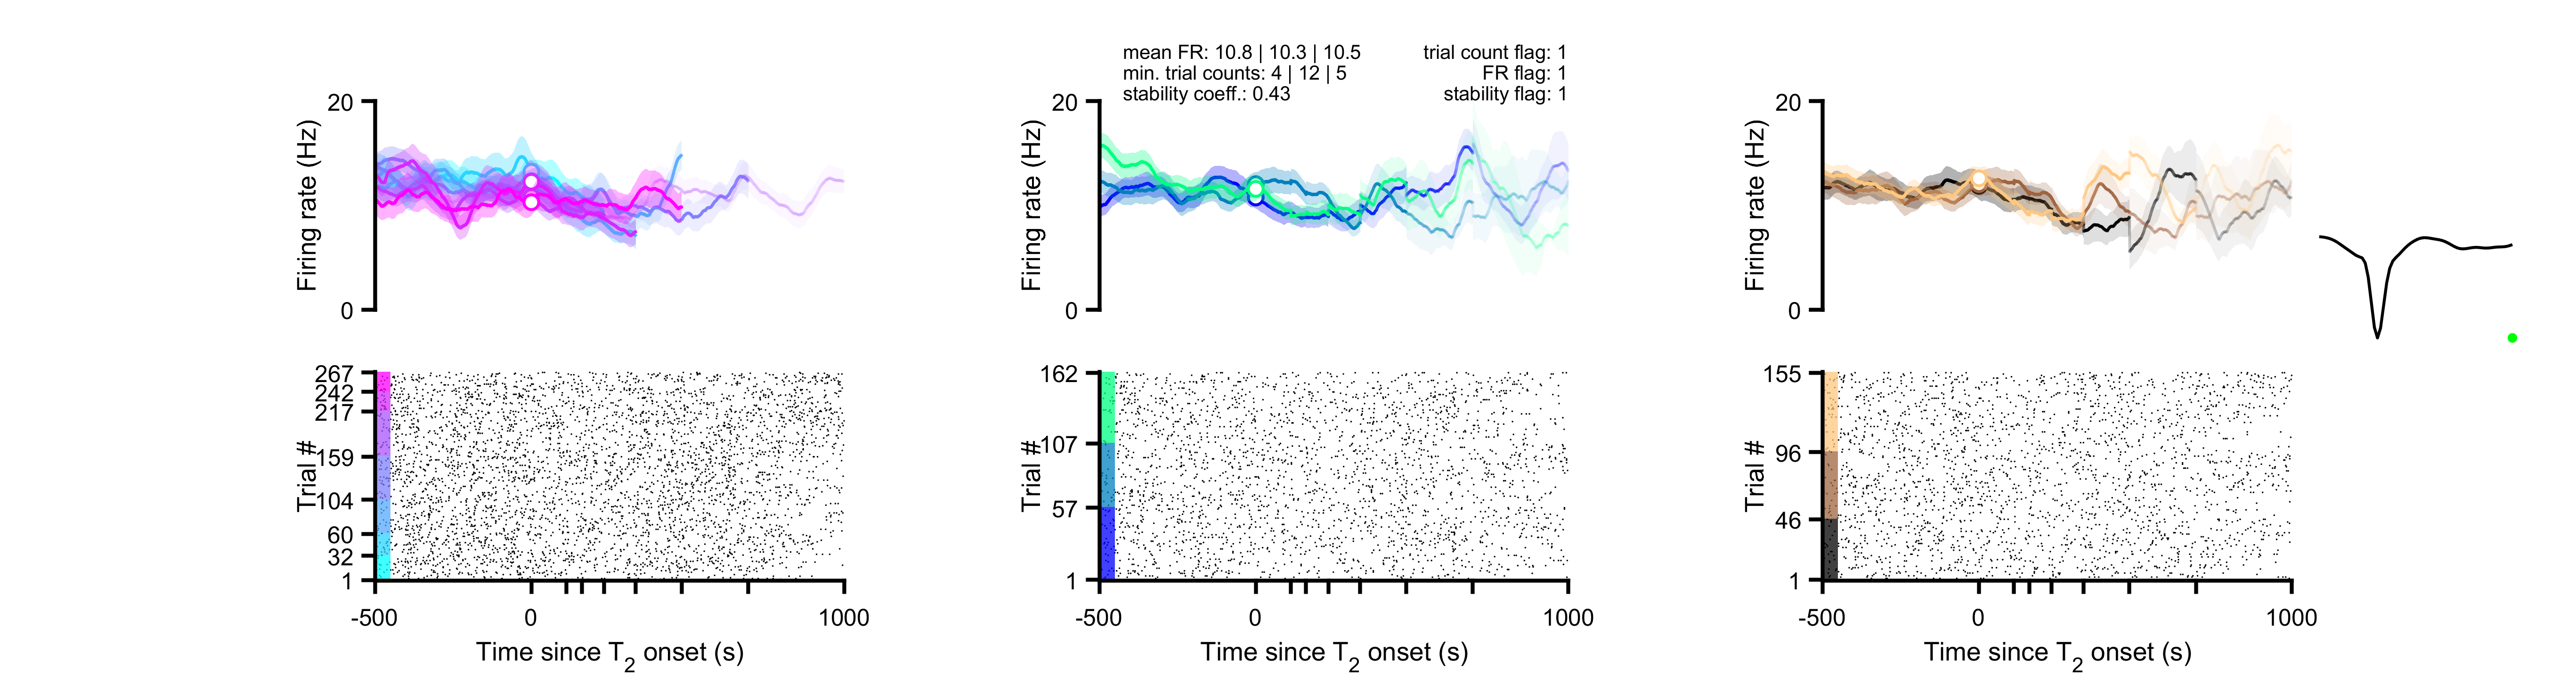 mean FR: 10.8 | 10.3 | 10.5
min. trial counts: 4 | 12 | 5
stability coeff.: 0.43
trial count flag: 1
FR flag: 1
stability flag: 1
20
0
Firing rate (Hz)
20
0
Firing rate (Hz)
20
0
Firing rate (Hz)
267
242
217
159
104
60
32
1
Trial #
-500
0
1000
Time since T2 onset (s)
162
107
57
1
Trial #
-500
0
1000
Time since T2 onset (s)
155
96
46
1
Trial #
-500
0
1000
Time since T2 onset (s)